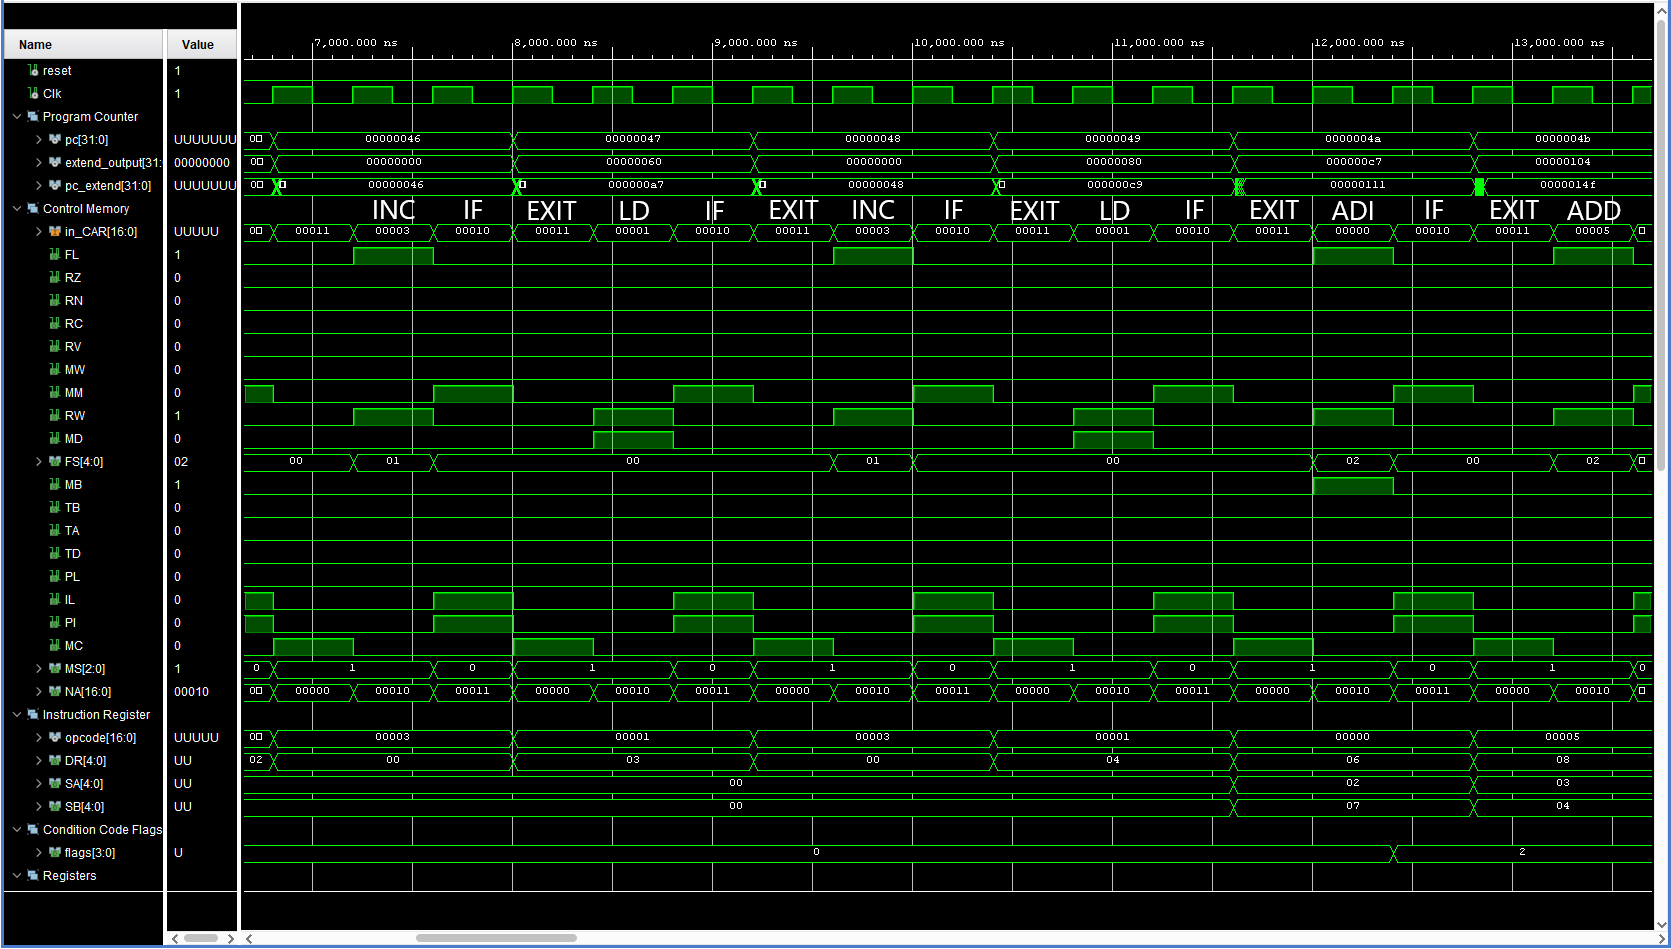 Name Value
7,000.000 ns 8,000.000 ns 9,000.000 ns 10,000.000 ns 11,000.000 ns 12,000.000 ns 13,000.000 ns
reset 1
Clk 1
Program Counter
pc[31:0] UUUUUUU 00000046 00000047 00000048 00000049 0000004a 0000004b
extend_output[31: 00000000 00000000 00000060 00000000 00000080 000000c7 00000104
pc_extend[31:0] UUUUUUU 00000046 000000a7 00000048 000000c9 00000111 0000014f
Control Memory INC IF EXIT LD IF EXIT INC IF EXIT LD IF EXIT ADI IF EXIT ADD
in_CAR[16:0] UUUUU 00011 00003 00010 00011 00001 00010 00011 00003 00010 00011 00001 00010 00011 00000 00010 00011 00005
FL 1
RZ 0
RN 0
RC 0
RV 0
MW 0
MM 0
RW 1
MD 0
FS[4:0] 02 00 01 00 01 00 02 00 02
MB 1
TB 0
TA 0
TD 0
PL 0
IL 0
PI 0
MC 0
MS[2:0] 1 0 1 0 1 0 1 0 1 0 1 0 1 0
NA[16:0] 00010 00000 00010 00011 00000 00010 00011 00000 00010 00011 00000 00010 00011 00000 00010 00011 00000 00010
Instruction Register
opcode[16:0] UUUUU 00003 00001 00003 00001 00000 00005
DR[4:0] UU 02 00 03 00 04 06 08
SA[4:0] UU 00 02 03
SB[4:0] UU 00 07 04
Condition Code Flags
flags[3:0] U 0 2
Registers